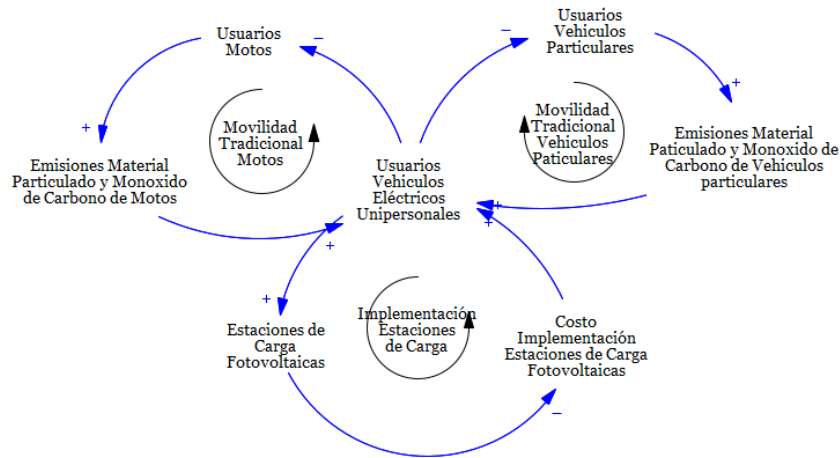 Usuarios
Motos
−
+
Emisiones Material
Particulado y Monoxido
de Carbono de Motos
Movilidad
Tradicional
Motos
Usuarios
Vehiculos
Particulares
−
+
Movilidad
Tradicional
Vehiculos
Paticulares
Emisiones Material
Paticulado y Monoxido de
Carbono de Vehiculos
particulares
Usuarios
Vehiculos
Eléctricos
Unipersonales
+
+
+
+
Estaciones de
Carga
Fotovoltaicas
Implementación
Estaciones
de Carga
Costo
Implementación
Estaciones de Carga
Fotovoltaicas
−